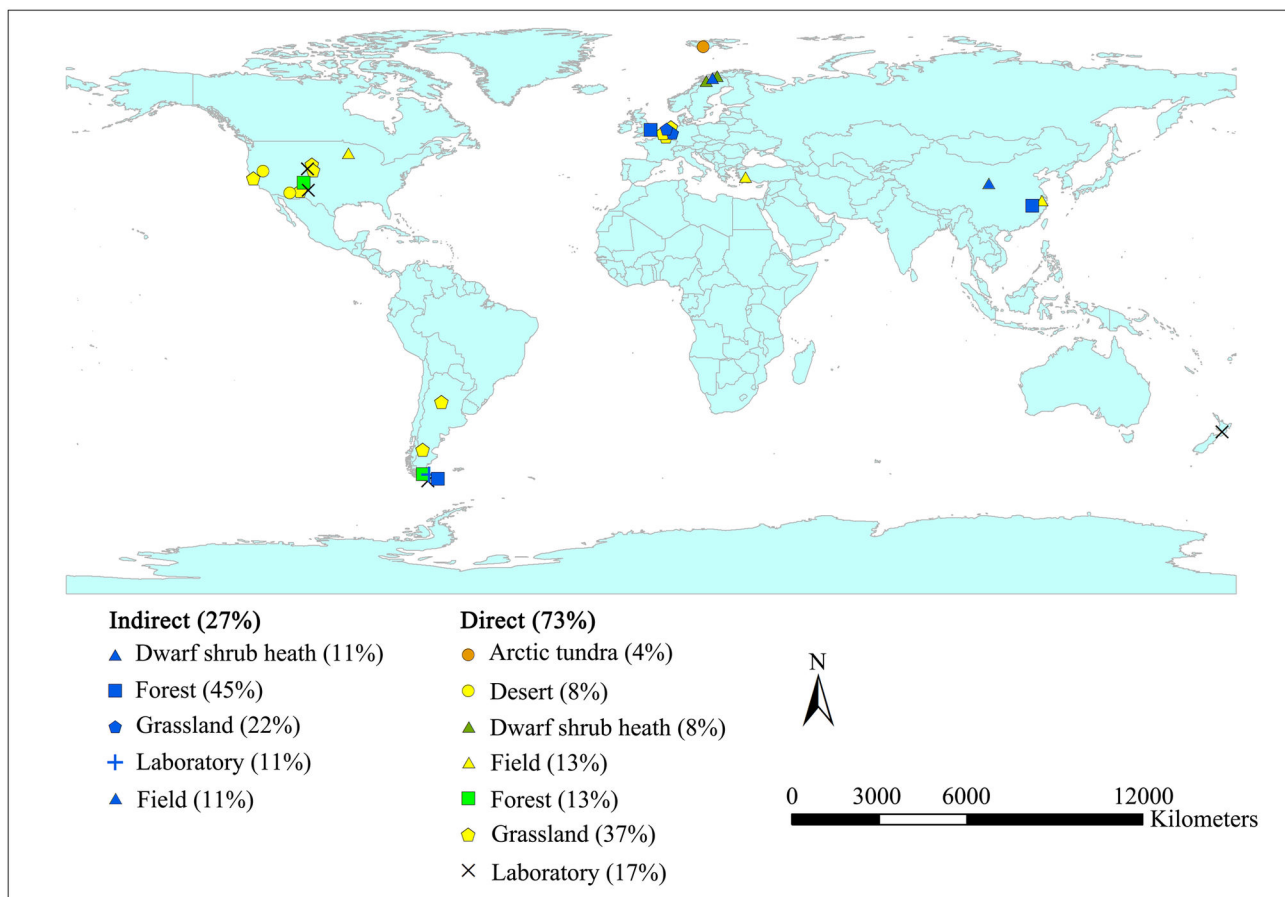 Indirect (27%)
Dwarf shrub heath (11%)
Forest (45%)
Grassland (22%)
Laboratory (11%)
Field (11%)
Direct (73%)
Arctic tundra (4%)
Desert (8%)
Dwarf shrub heath (8%)
Field (13%)
Forest (13%)
Grassland (37%)
Laboratory (17%)
N
0 3000 6000 12000
Kilometers